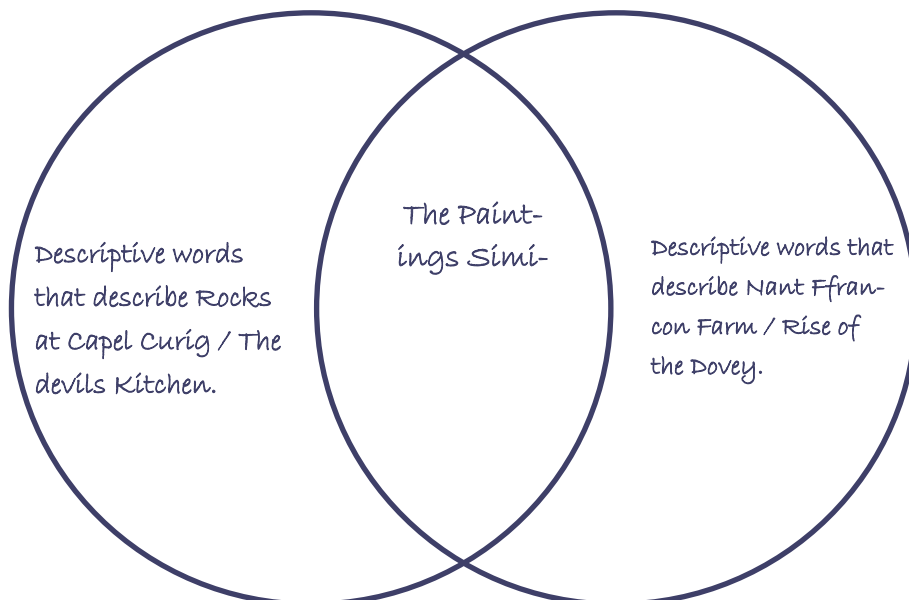 Descriptive words
that describe Rocks
at Capel Curig / The
devils Kitchen.
The Paint-
ings Simi-
Descriptive words that
describe Nant Ffran-
con Farm / Rise of
the Dovey.